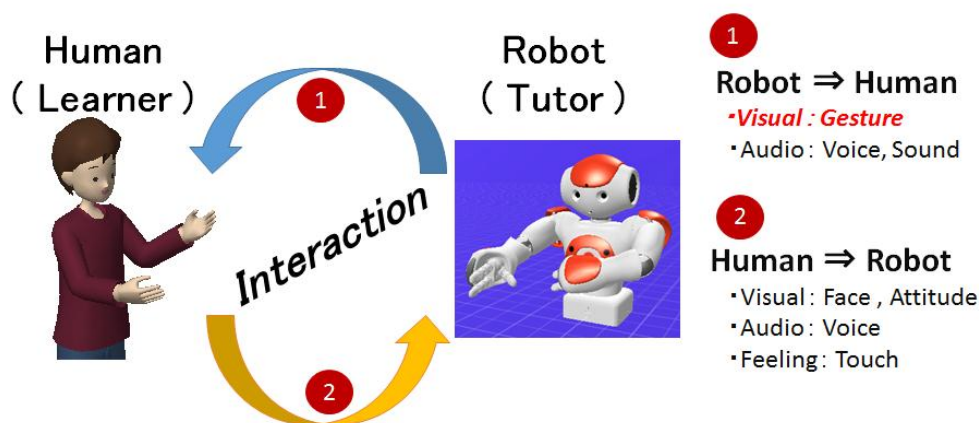 Human
( Learner )
1
Robot
( Tutor )
Interaction
2
1
Robot ⇒ Human
・Visual : Gesture
・Audio : Voice, Sound
2
Human ⇒ Robot
・Visual : Face , Attitude
・Audio : Voice
・Feeling : Touch